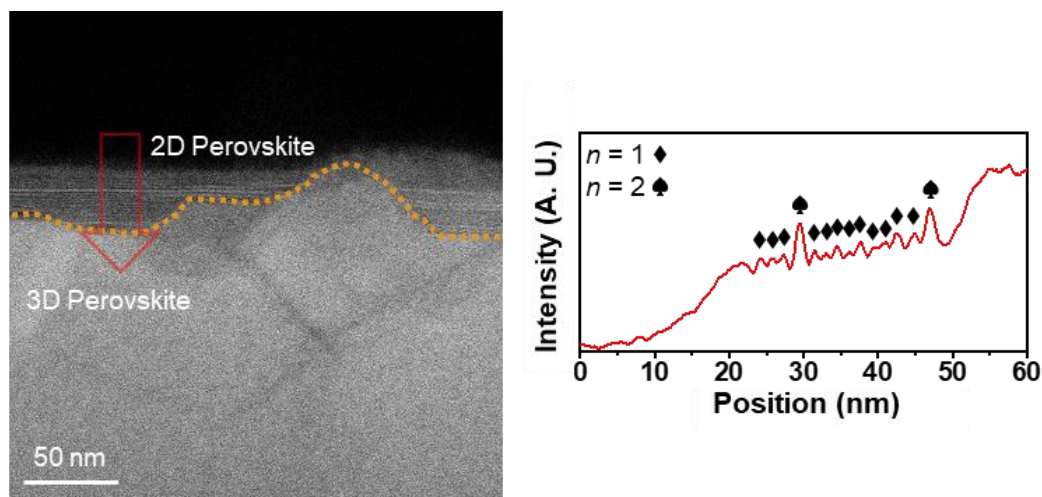 2D Perovskite
3D Perovskite
50 nm
Intensity (A. U.)
n = 1 ♦
n = 2 ♠
0 10 20 30 40 50 60
Position (nm)